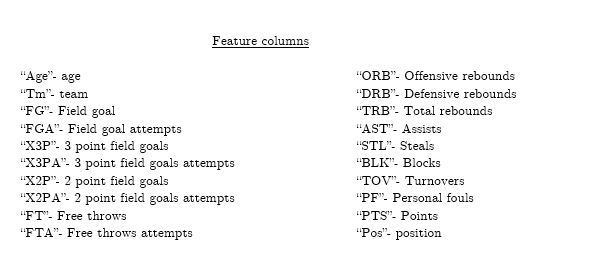 Feature columns
“Age”- age
“Tm”- team
“FG”- Field goal
“FGA”- Field goal attempts
“X3P”- 3 point field goals
“X3PA”- 3 point field goals attempts
“X2P”- 2 point field goals
“X2PA”- 2 point field goals attempts
“FT”- Free throws
“FTA”- Free throws attempts
“ORB”- Offensive rebounds
“DRB”- Defensive rebounds
“TRB”- Total rebounds
“AST”- Assists
“STL”- Steals
“BLK”- Blocks
“TOV”- Turnovers
“PF”- Personal fouls
“PTS”- Points
“Pos”- position